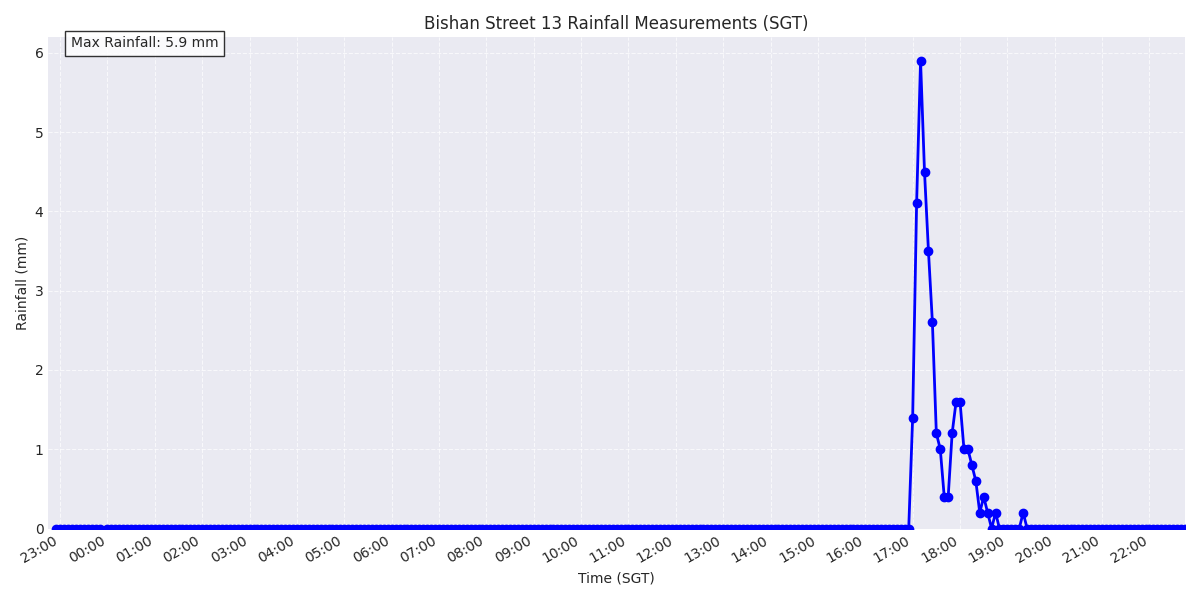 Bishan Street 13 Rainfall Measurements (SGT)
Max Rainfall: 5.9 mm
6
5
4
3
2
1
0
Rainfall (mm)
23:00 00:00 01:00 02:00 03:00 04:00 05:00 06:00 07:00 08:00 09:00 10:00 11:00 12:00 13:00 14:00 15:00 16:00 17:00 18:00 19:00 20:00 21:00 22:00
Time (SGT)